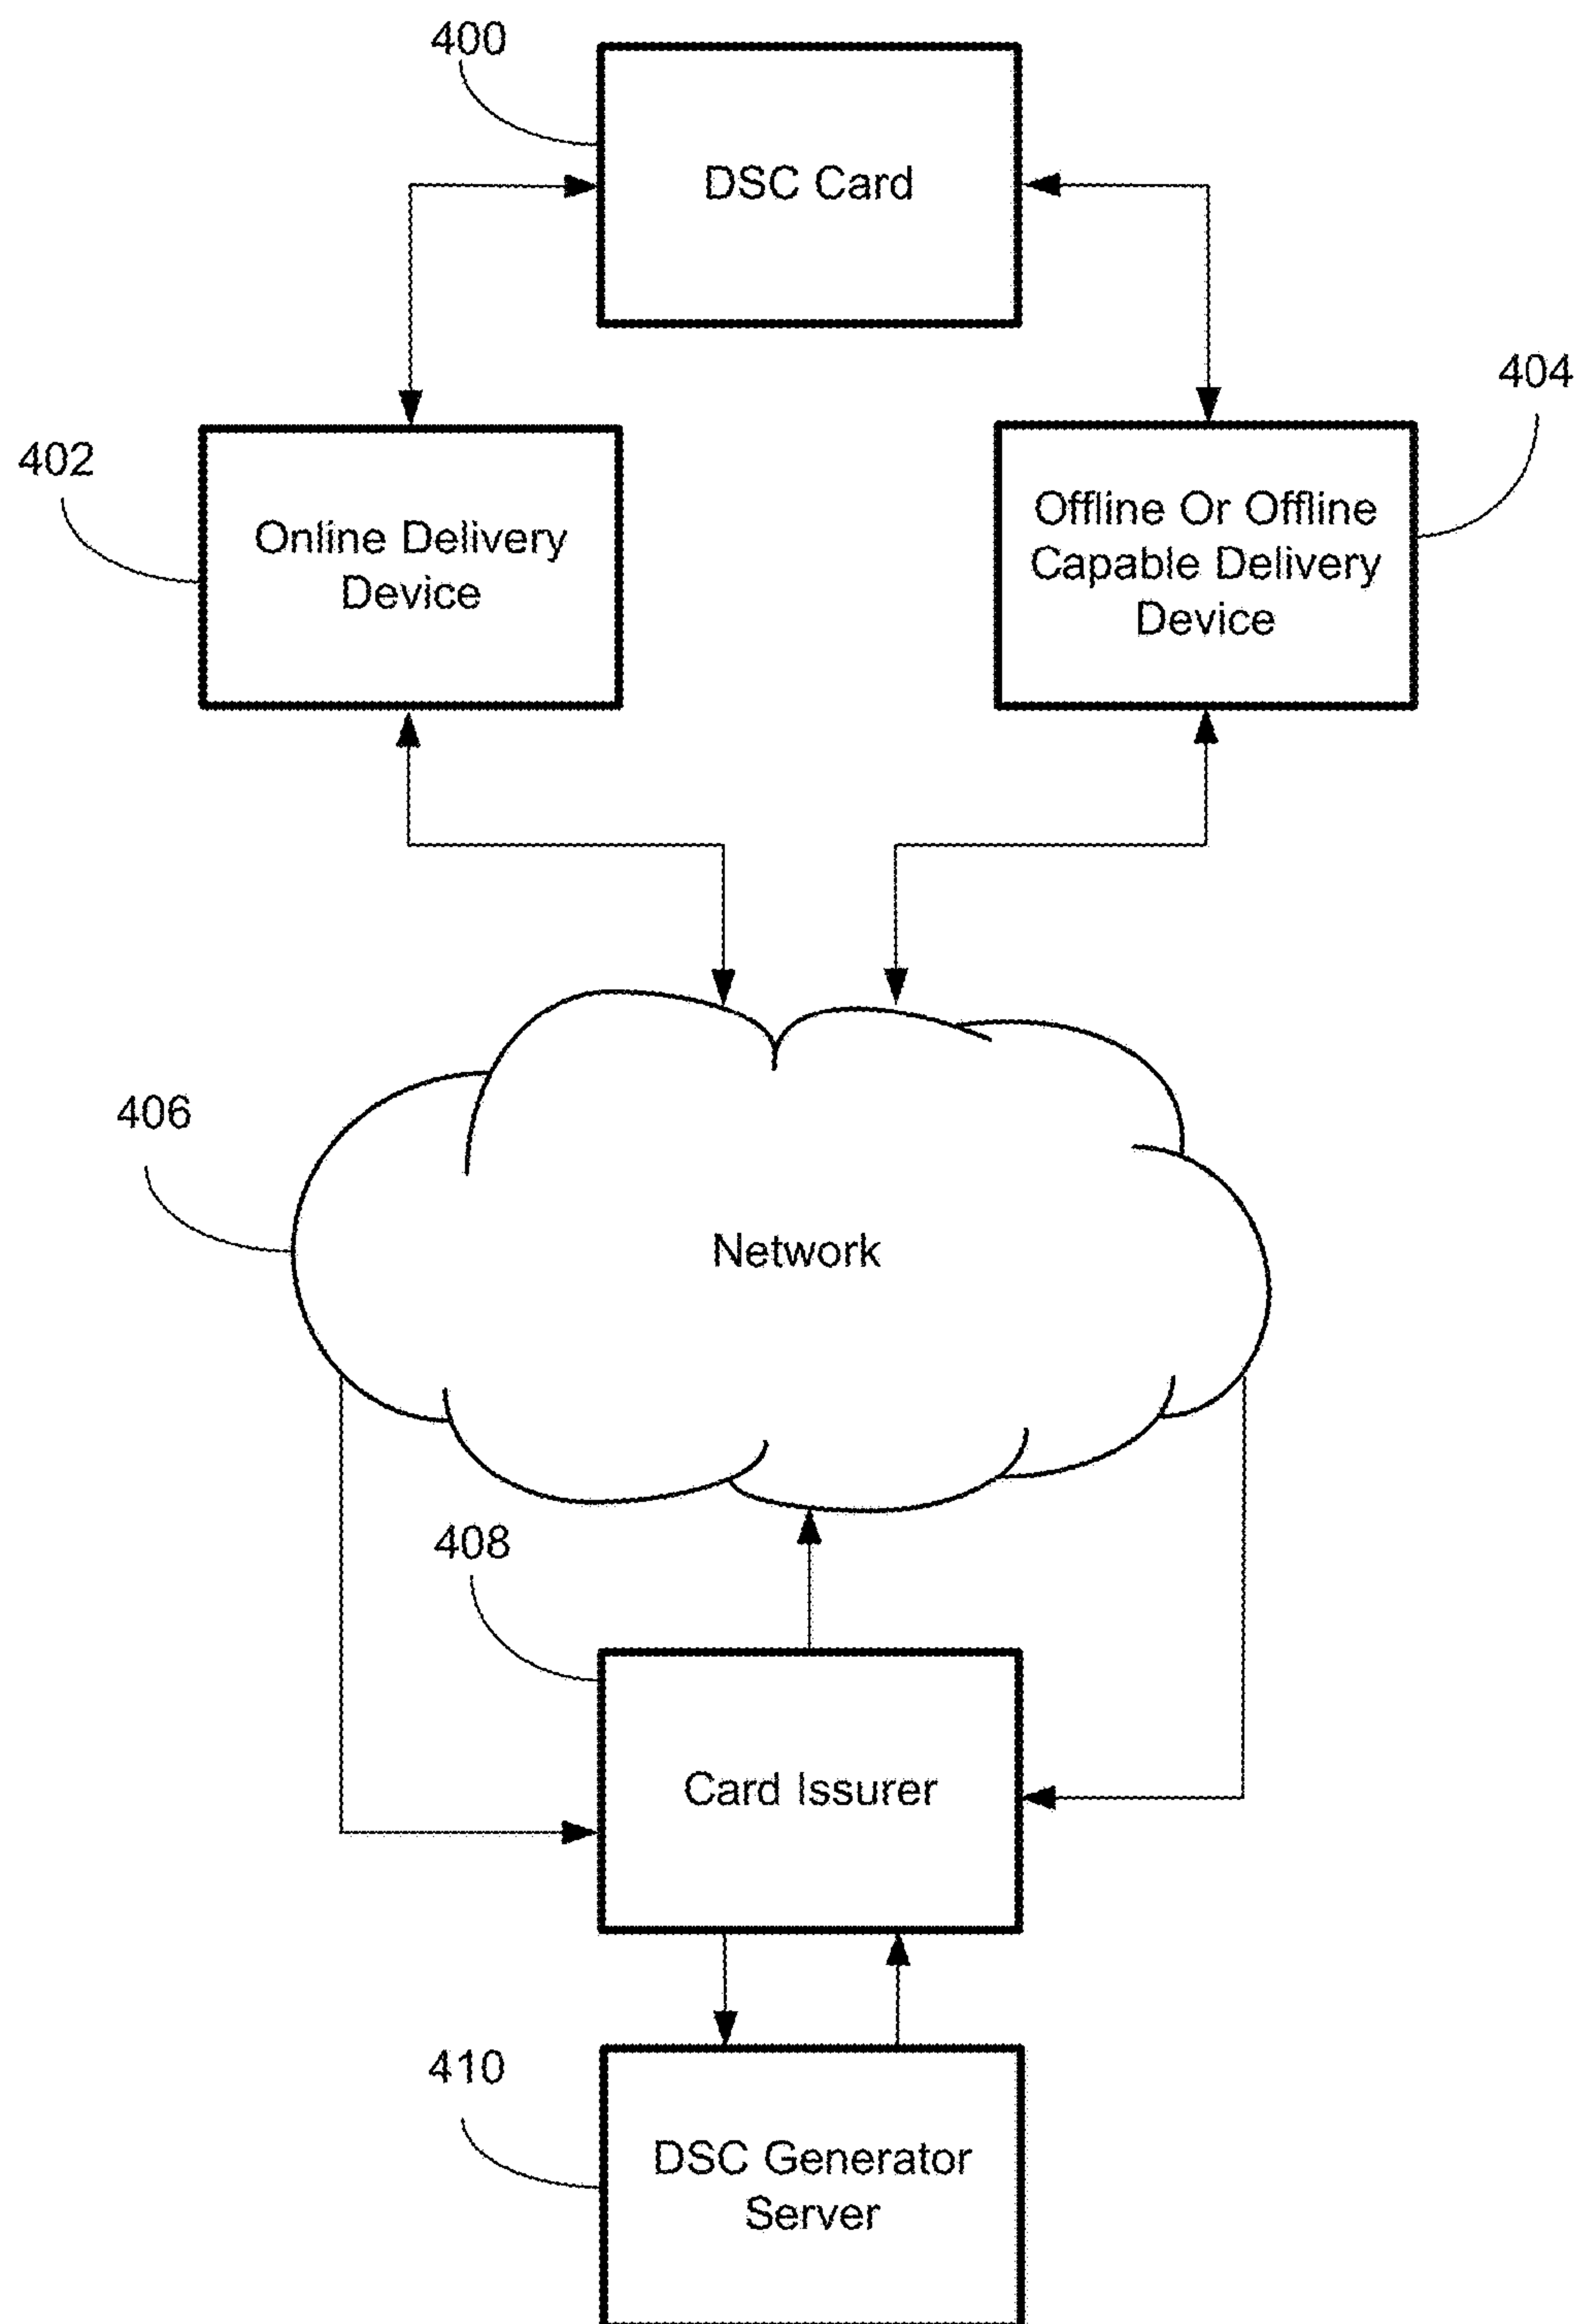 400
DSC Card
404
402
Online Delivery
Device
Offline Or Offline
Capable Delivery
Device
406
Network
408
Card Issurer
410
DSC Generator
Server